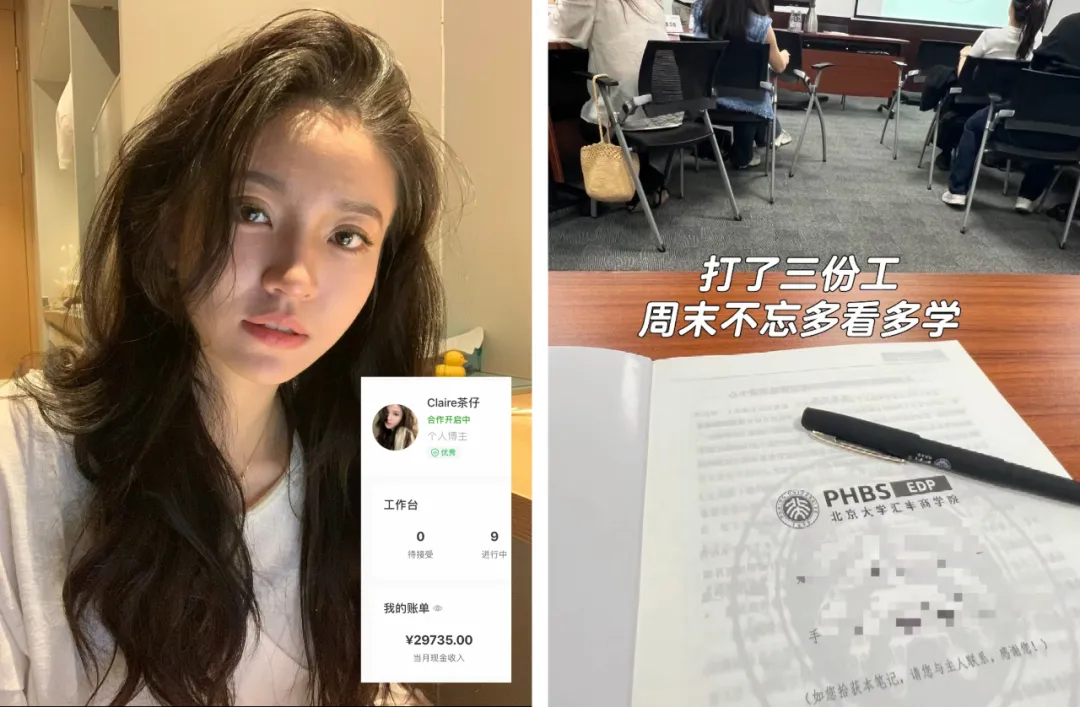 Claire茶仔
合作开启中
个人博主
优秀
工作台
0
9
待接受
进行中
我的账单
¥29735.00
当月现金收入
打了三份工
周末不忘多看多学
PHBS EDP
北京大学汇丰商学院
手
(如您捡获本笔记，请您与主人联系，感谢您！)